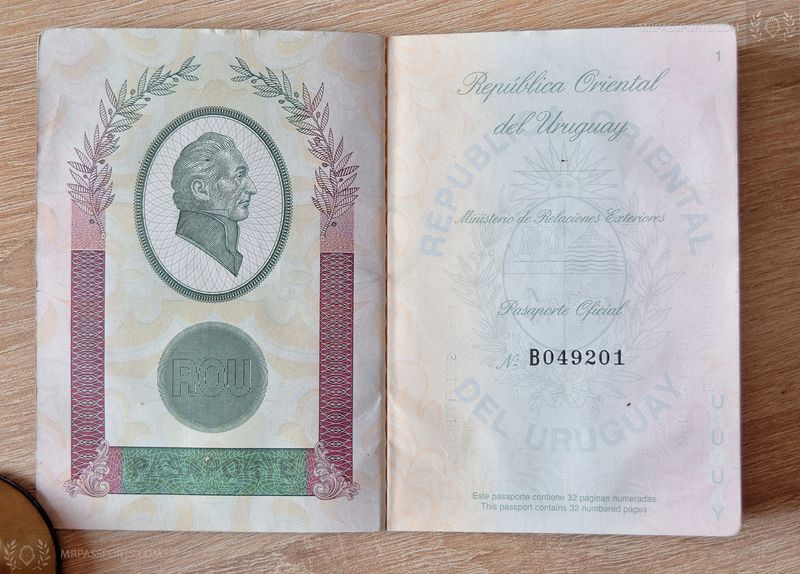 MRPASSPORTS.COM
1
República Oriental
del Uruguay
REPUBLICA ORIENTAL
Ministerio de Relaciones Exteriores
Pasaporte Oficial
ROU
Nº B049201
DEL URUGUAY
PASAPORTE
Este pasaporte contiene 32 páginas numeradas
This passport contains 32 numbered pages
MRPASSPORTS.COM